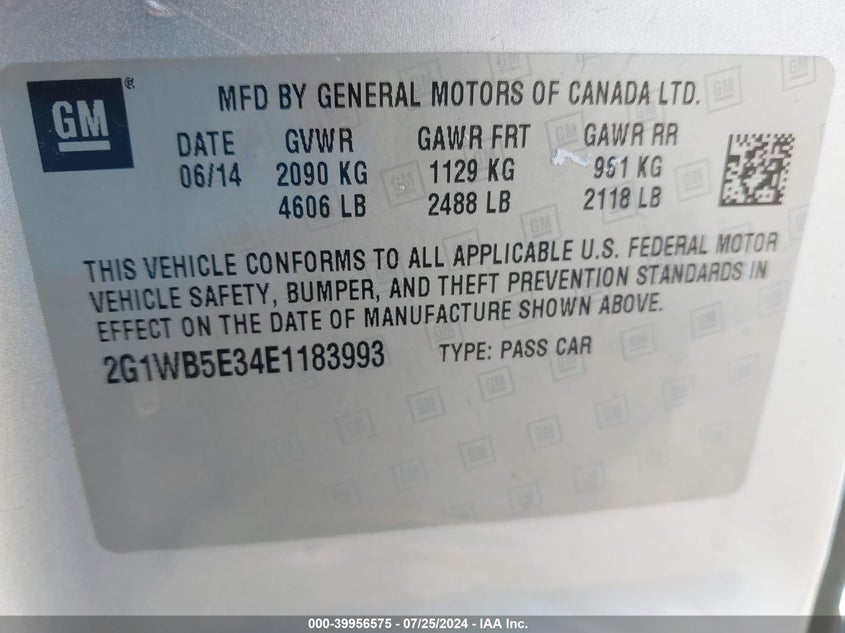 GM ®
MFD BY GENERAL MOTORS OF CANADA LTD.
DATE GVWR GAWR FRT GAWR RR
06/14 2090 KG 1129 KG 961 KG
4606 LB 2488 LB 2118 LB
THIS VEHICLE CONFORMS TO ALL APPLICABLE U.S. FEDERAL MOTOR
VEHICLE SAFETY, BUMPER, AND THEFT PREVENTION STANDARDS IN
EFFECT ON THE DATE OF MANUFACTURE SHOWN ABOVE.
2G1WB5E34E1183993 TYPE: PASS CAR
000-39956575 / 07/25/2024 - IAA Inc.